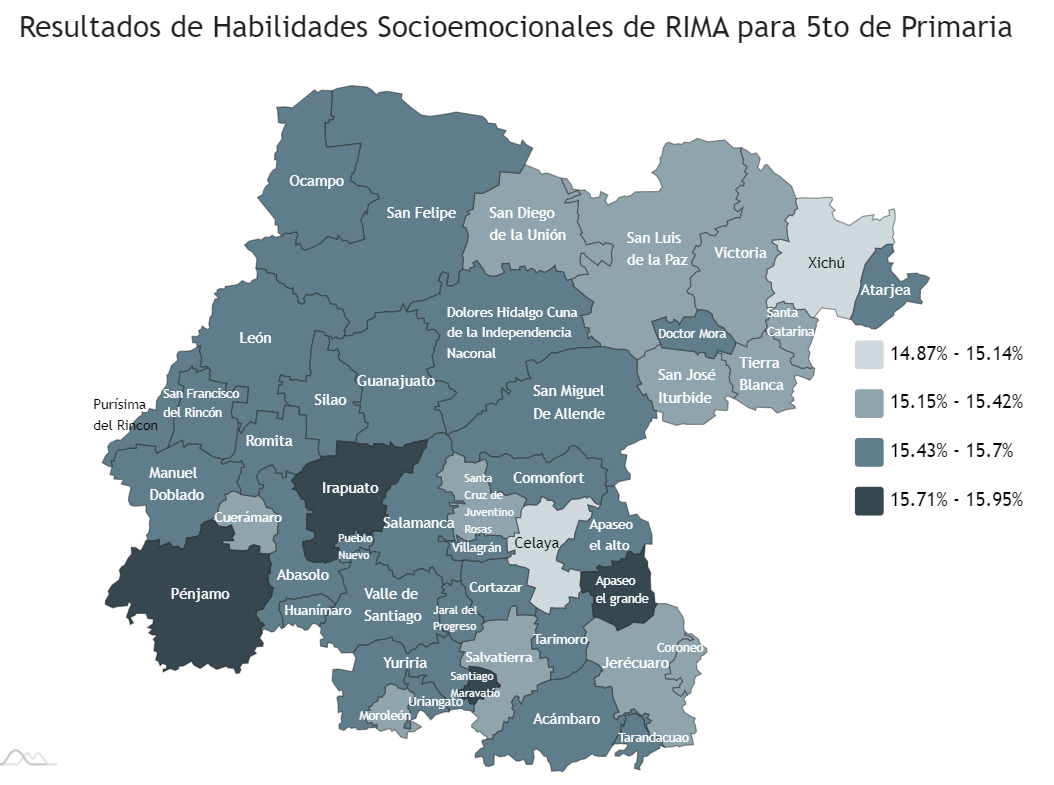 Resultados de Habilidades Socioemocionales de RIMA para 5to de Primaria
Ocampo
San Felipe
San Diego
de la Unión
San Luis
de la Paz
Victoria
Xichú
Atarjea
Santa
Catarina
Doctor Mora
Tierra
Blanca
San José
Iturbide
Dolores Hidalgo Cuna
de la Independencia
Naconal
León
Guanajuato
Silao
San Miguel
De Allende
San Francisco
del Rincón
Purísima
del Rincon
Romita
Manuel
Doblado
Irapuato
Cuerámaro
Salamanca
Santa
Cruz de
Juventino
Rosas
Comonfort
Celaya
Apaseo
el alto
Pueblo
Nuevo
Villagrán
Pénjamo
Abasolo
Huanímaro
Valle de
Santiago
Cortazar
Jaral del
Progreso
Apaseo
el grande
Tarimoro
Salvatierra
Jerécuaro
Coroneo
Yuriria
Santiago
Maravatío
Uriangato
Moroleón
Acámbaro
Tarandacuao
14.87% - 15.14%
15.15% - 15.42%
15.43% - 15.7%
15.71% - 15.95%